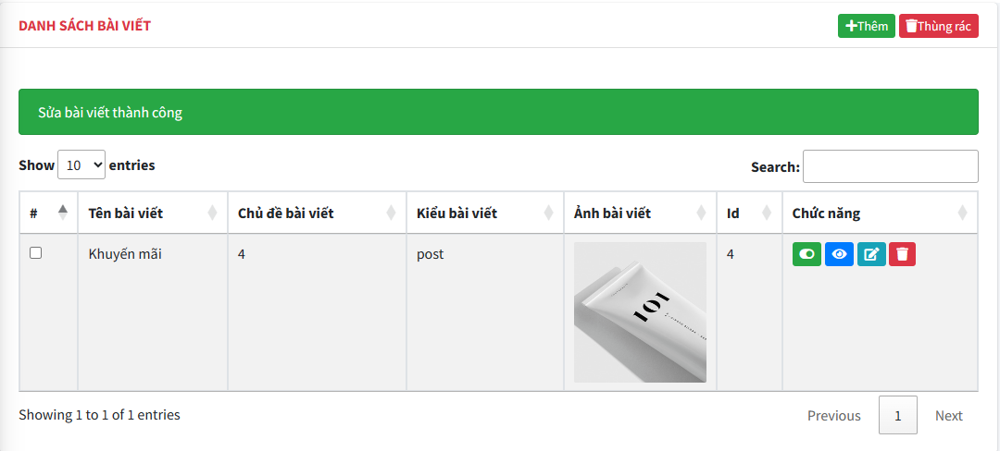 DANH SÁCH BÀI VIẾT
Thêm
Thùng rác
Sửa bài viết thành công
Show 10 entries
Search:
# Tên bài viết Chủ đề bài viết Kiểu bài viết Ảnh bài viết Id Chức năng
Khuyến mãi 4 post 4
101
Showing 1 to 1 of 1 entries
Previous 1 Next